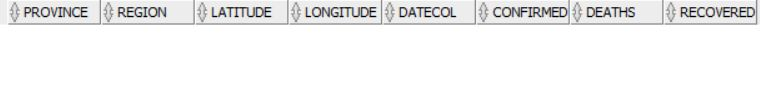 PROVINCE REGION LATITUDE LONGITUDE DATECOL CONFIRMED DEATHS RECOVERED